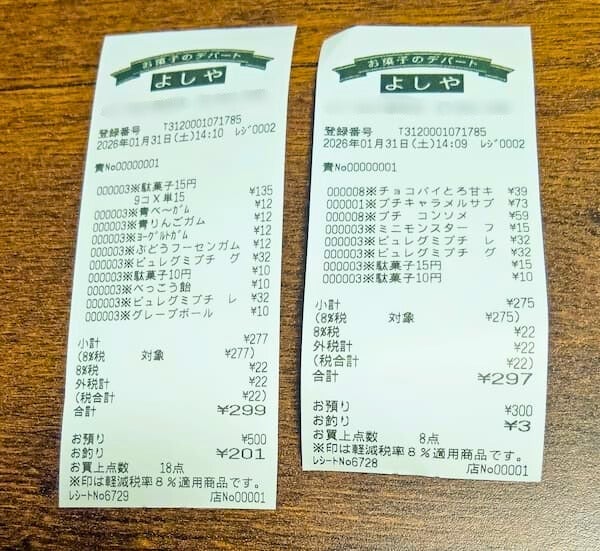 お菓子のデパート
よしや
登録番号 T3120001071785
2026年01月31日(土)14:10 ﾚｼﾞ0002
責No00000001
000003※駄菓子15円 ¥135
9コ X 単15
000003※青べ〜ガム ¥12
000003※青りんごガム ¥12
000003※ﾖｰｸﾞﾙﾄガム ¥12
000003※ぶどうフーセンガム ¥12
000003※ピュレグミプチ グ ¥32
000003※駄菓子10円 ¥10
000003※べっこう飴 ¥10
000003※ピュレグミプチ レ ¥32
000003※グレープボール ¥10
小計 ¥277
(8%税 対象 ¥277)
8%税 ¥22
外税計 ¥22
(税合計 ¥22)
合計 ¥299
お預り ¥500
お釣り ¥201
お買上点数 18点
※印は軽減税率8%適用商品です。
ﾚｼｰﾄNo6729 店No00001
お菓子のデパート
よしや
登録番号 T3120001071785
2026年01月31日(土)14:09 ﾚｼﾞ0002
責No00000001
000008※チョコパイとろ甘キ ¥39
000001※プチキャラメルサブ ¥73
000003※プチ コンソメ ¥59
000003※ミニモンスター フ ¥15
000003※ピュレグミプチ レ ¥32
000003※ピュレグミプチ グ ¥32
000003※駄菓子15円 ¥15
000003※駄菓子10円 ¥10
小計 ¥275
(8%税 対象 ¥275)
8%税 ¥22
外税計 ¥22
(税合計 ¥22)
合計 ¥297
お預り ¥300
お釣り ¥3
お買上点数 8点
※印は軽減税率8%適用商品です。
ﾚｼｰﾄNo6728 店No00001